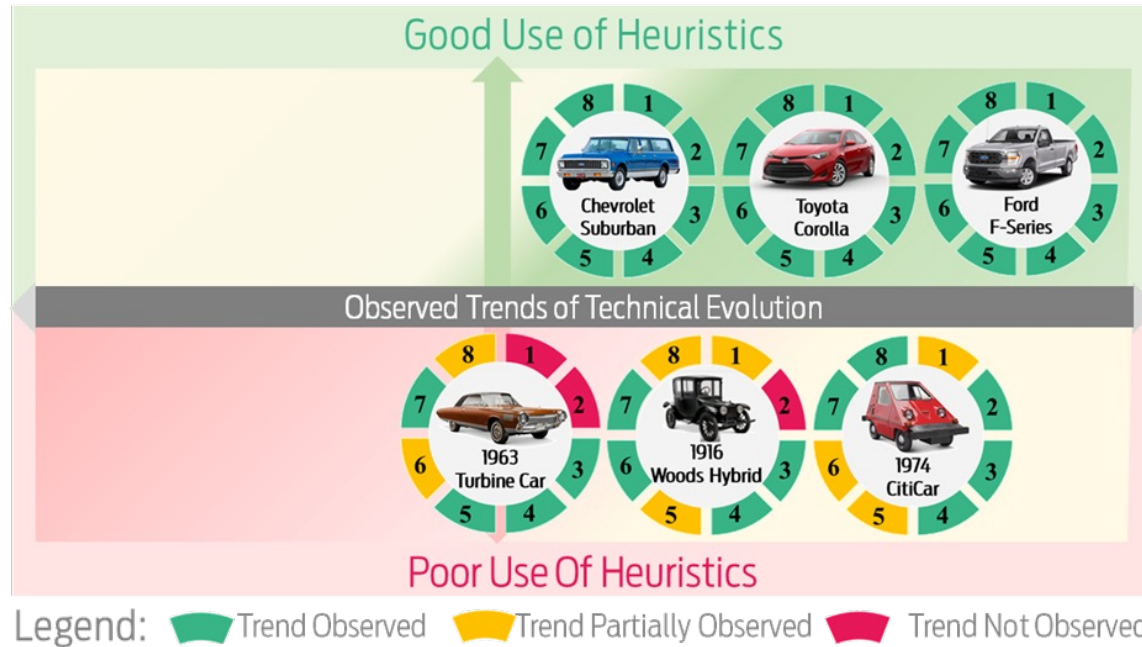 Good Use of Heuristics
8 1
7 2
6 3
5 4
Chevrolet
Suburban
8 1
7 2
6 3
5 4
Toyota
Corolla
8 1
7 2
6 3
5 4
Ford
F-Series
Observed Trends of Technical Evolution
8 1
7 2
6 3
5 4
1963
Turbine Car
8 1
7 2
6 3
5 4
1916
Woods Hybrid
8 1
7 2
6 3
5 4
1974
CitiCar
Poor Use Of Heuristics
Legend: Trend Observed Trend Partially Observed Trend Not Observed